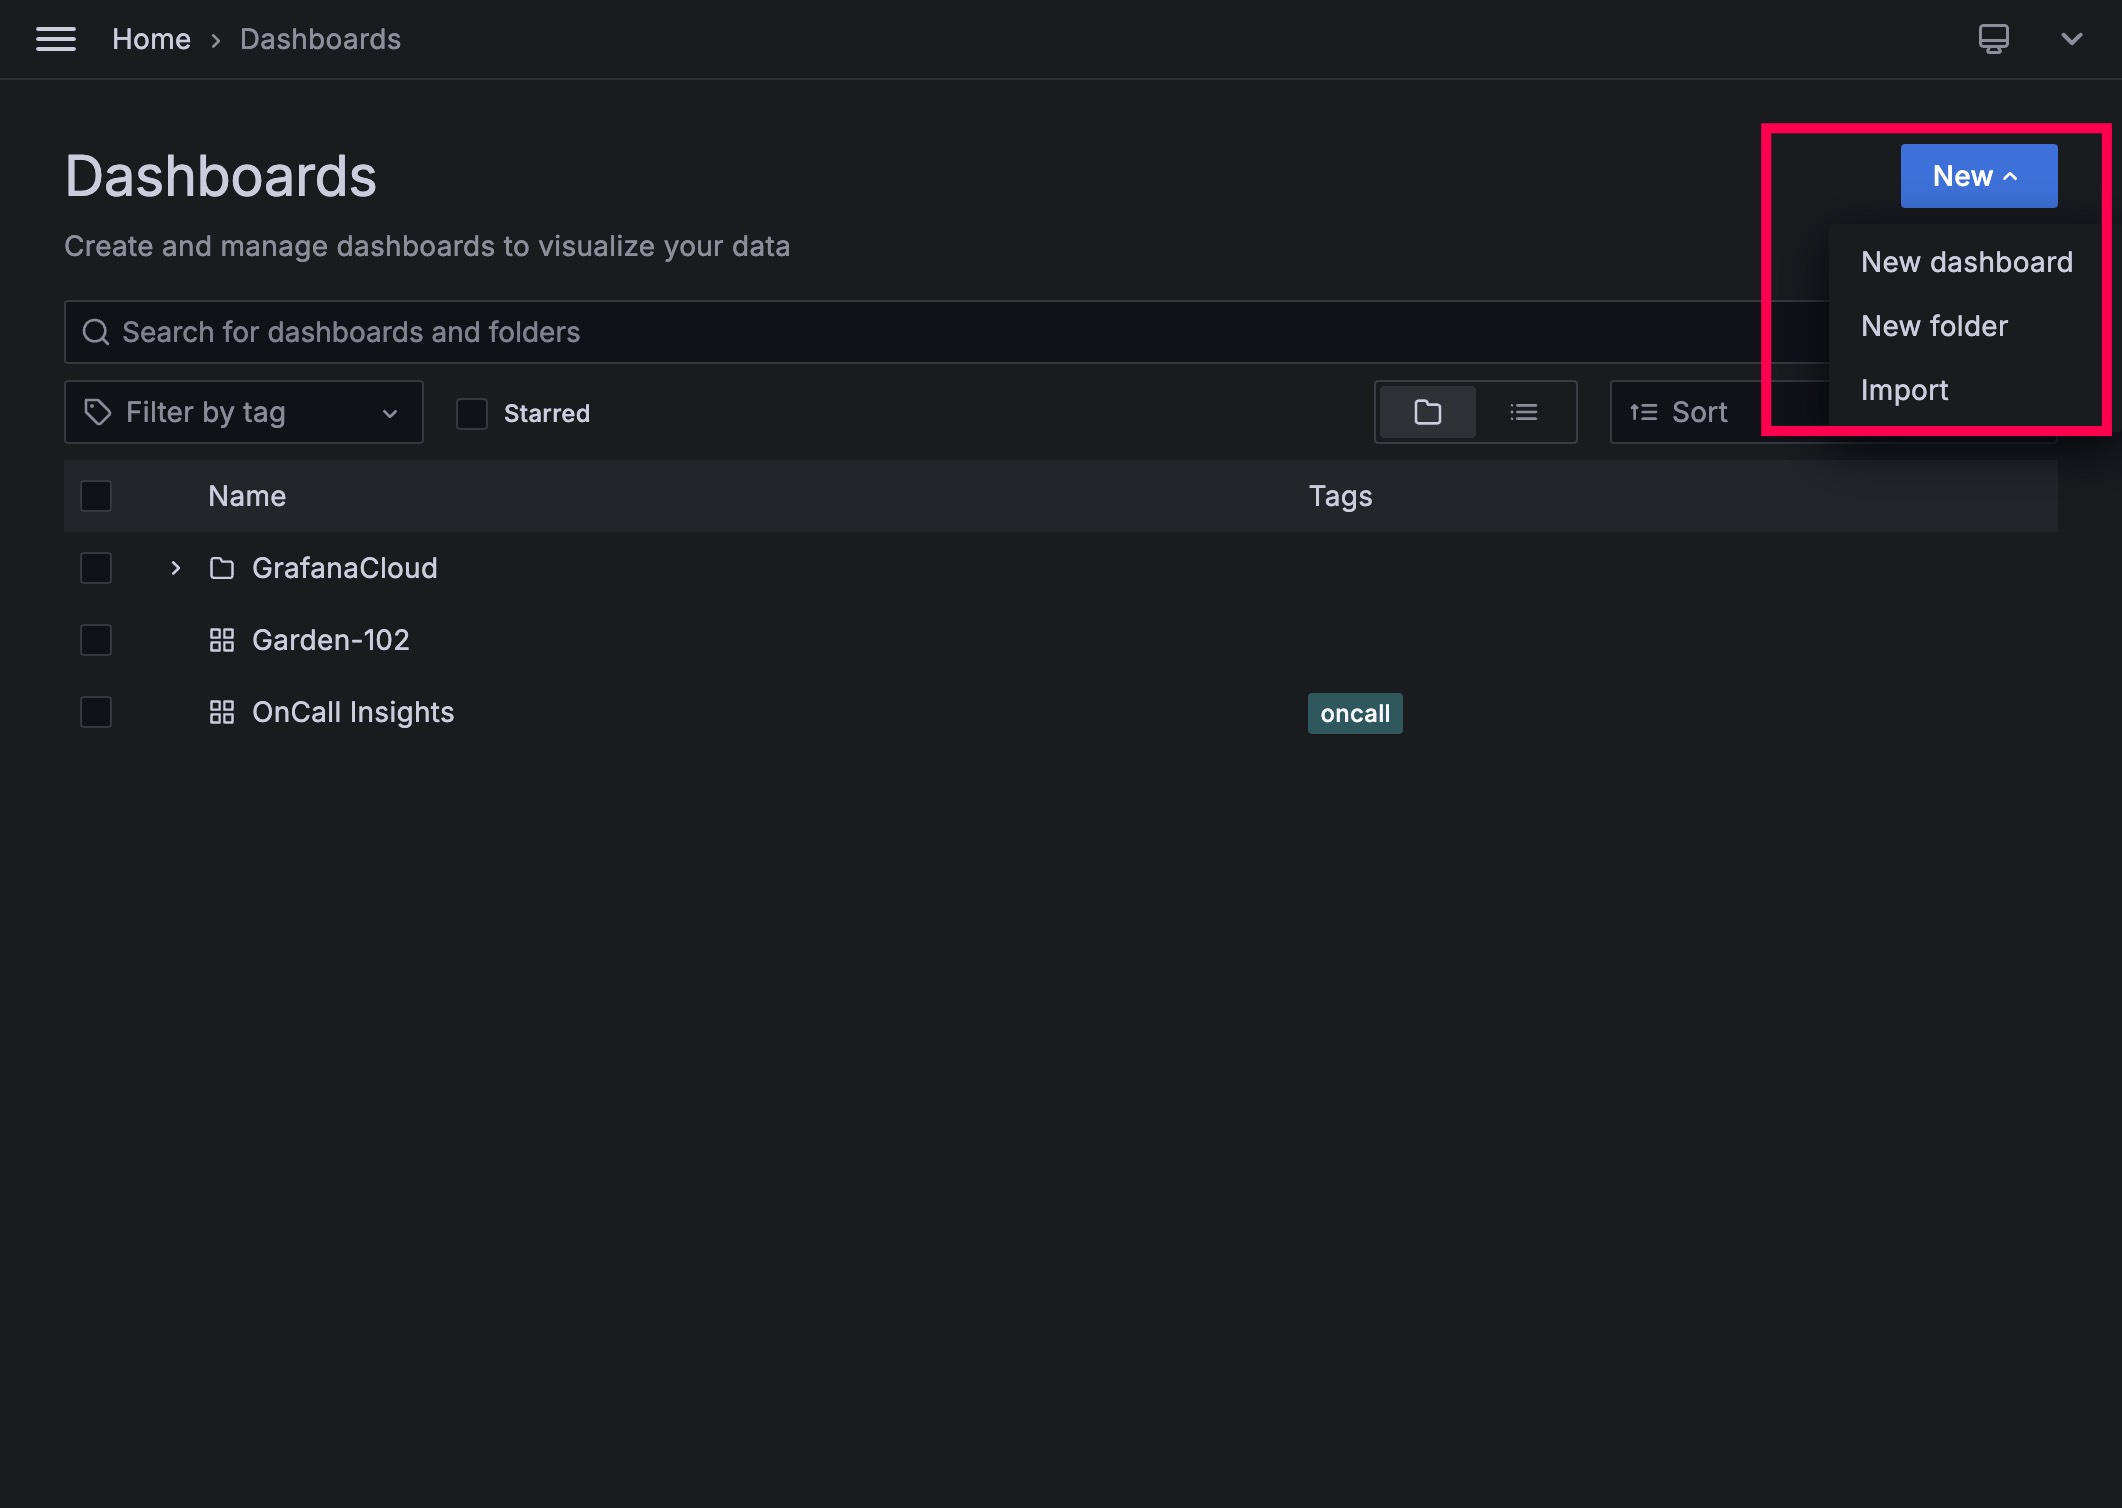 Home › Dashboards
Dashboards
New
Create and manage dashboards to visualize your data
New dashboard
New folder
Import
Search for dashboards and folders
Filter by tag
Starred
Sort
Name Tags
GrafanaCloud
Garden-102
OnCall Insights oncall